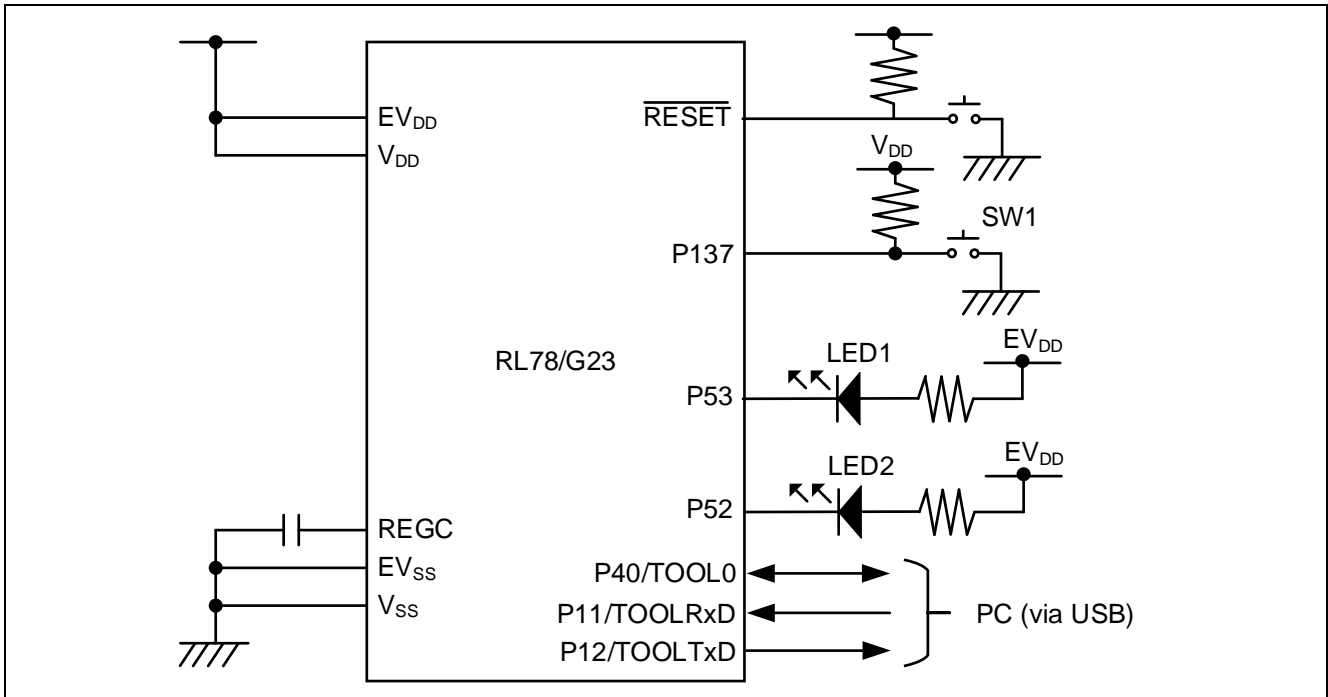 EVDD
VDD
RESET
VDD
P137
SW1
RL78/G23
P53
LED1
EVDD
P52
LED2
EVDD
REGC
EVSS
VSS
P40/TOOL0
P11/TOOLRxD
P12/TOOLTxD
PC (via USB)